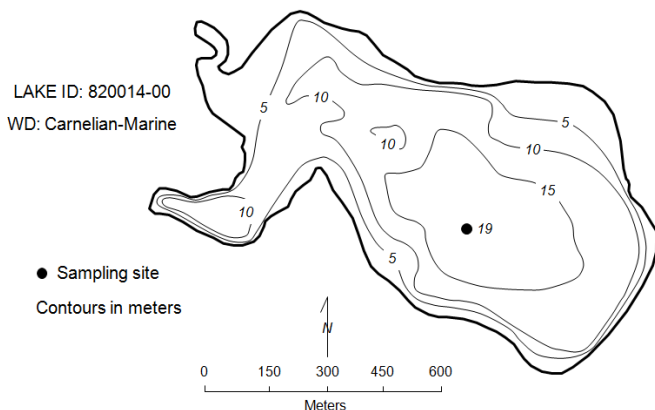 5
LAKE ID: 820014-00
10
5
WD: Carnelian-Marine
5
10
10
15
10
19
5
Sampling site
Contours in meters
N
0 150 300 450 600
Meters